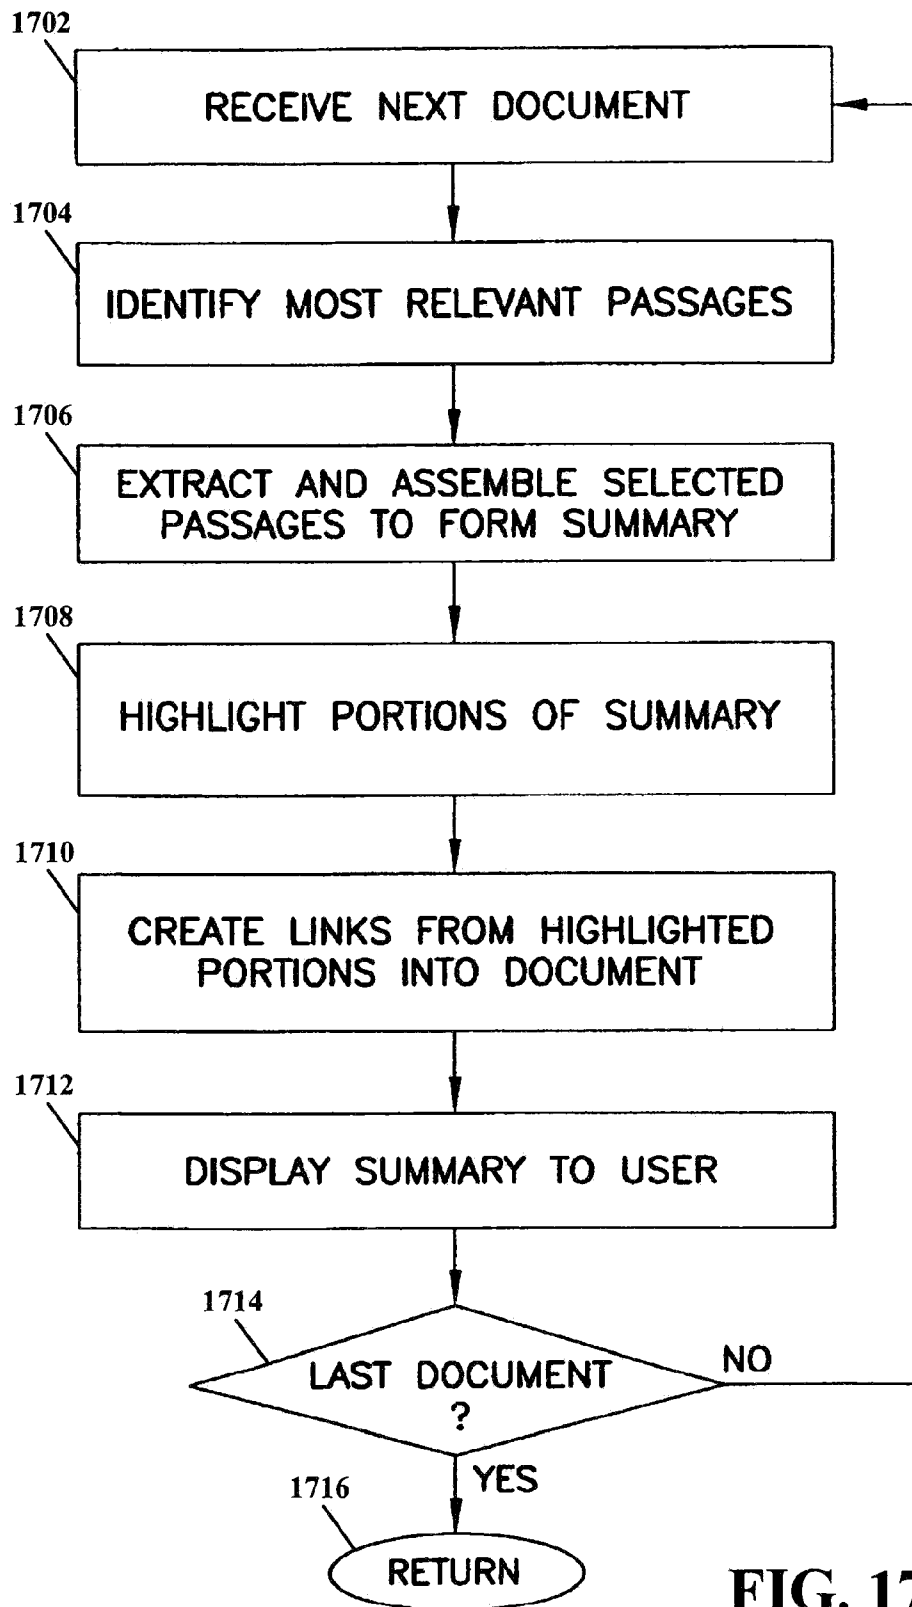 1702
RECEIVE NEXT DOCUMENT
1704
IDENTIFY MOST RELEVANT PASSAGES
1706
EXTRACT AND ASSEMBLE SELECTED
PASSAGES TO FORM SUMMARY
1708
HIGHLIGHT PORTIONS OF SUMMARY
1710
CREATE LINKS FROM HIGHLIGHTED
PORTIONS INTO DOCUMENT
1712
DISPLAY SUMMARY TO USER
1714
LAST DOCUMENT
?
NO
YES
1716
RETURN
FIG. 17